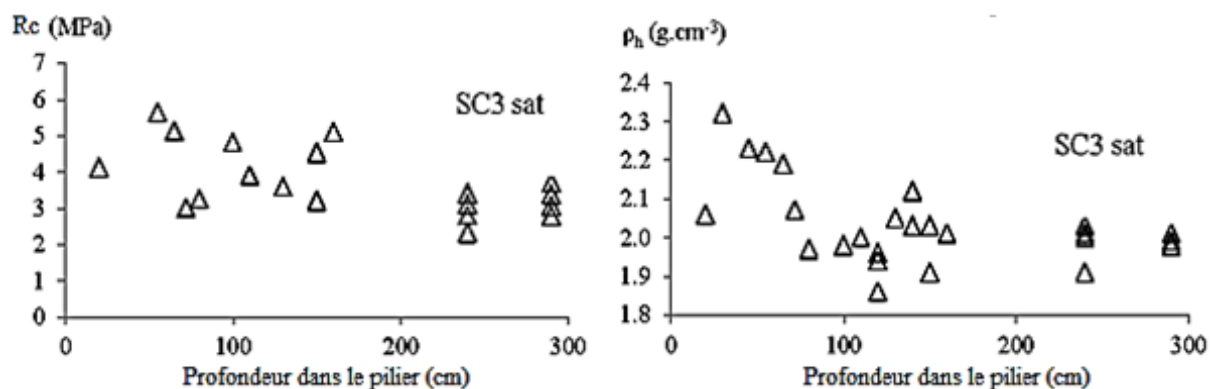 Rc (MPa)
7
6
5
4
3
2
1
0
SC3 sat
0 100 200 300
Profondeur dans le pilier (cm)
ρh (g.cm-3)
2.4
2.3
2.2
2.1
2.0
1.9
1.8
SC3 sat
0 100 200 300
Profondeur dans le pilier (cm)